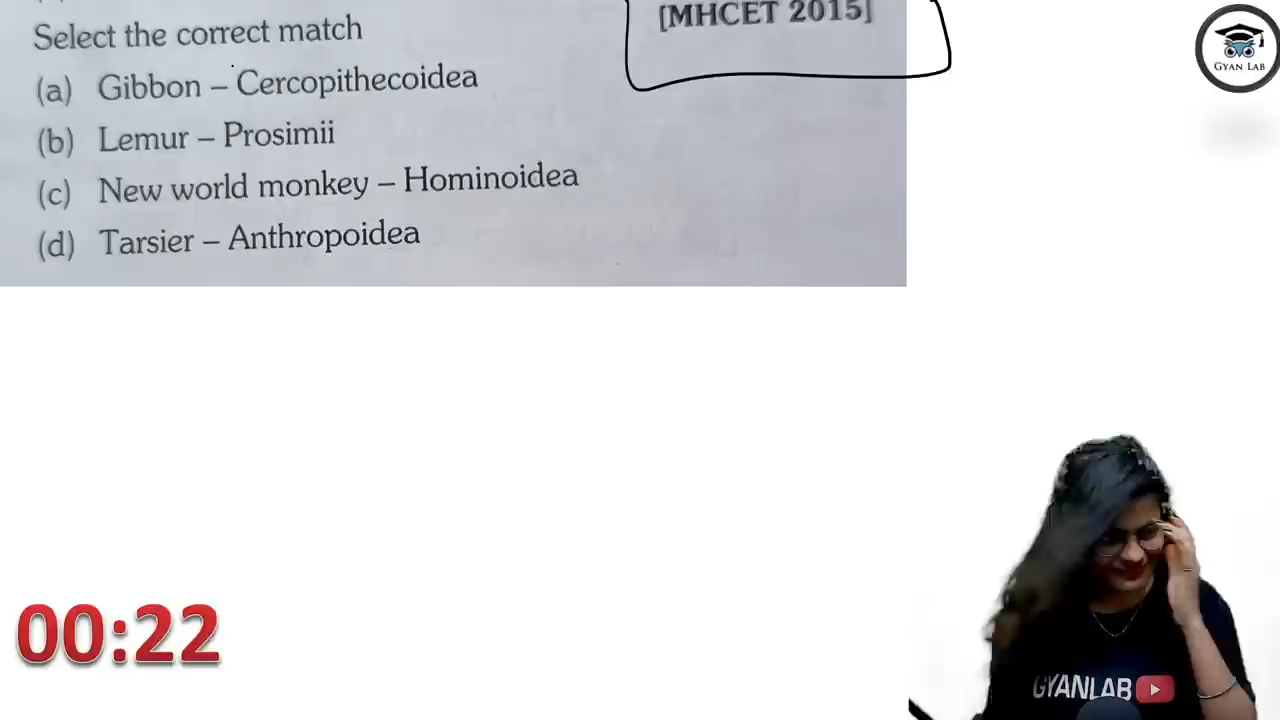 [MHCET 2015]
Select the correct match
(a) Gibbon – Cercopithecoidea
(b) Lemur – Prosimii
(c) New world monkey – Hominoidea
(d) Tarsier – Anthropoidea
GYAN LAB
00:22
GYANLAB